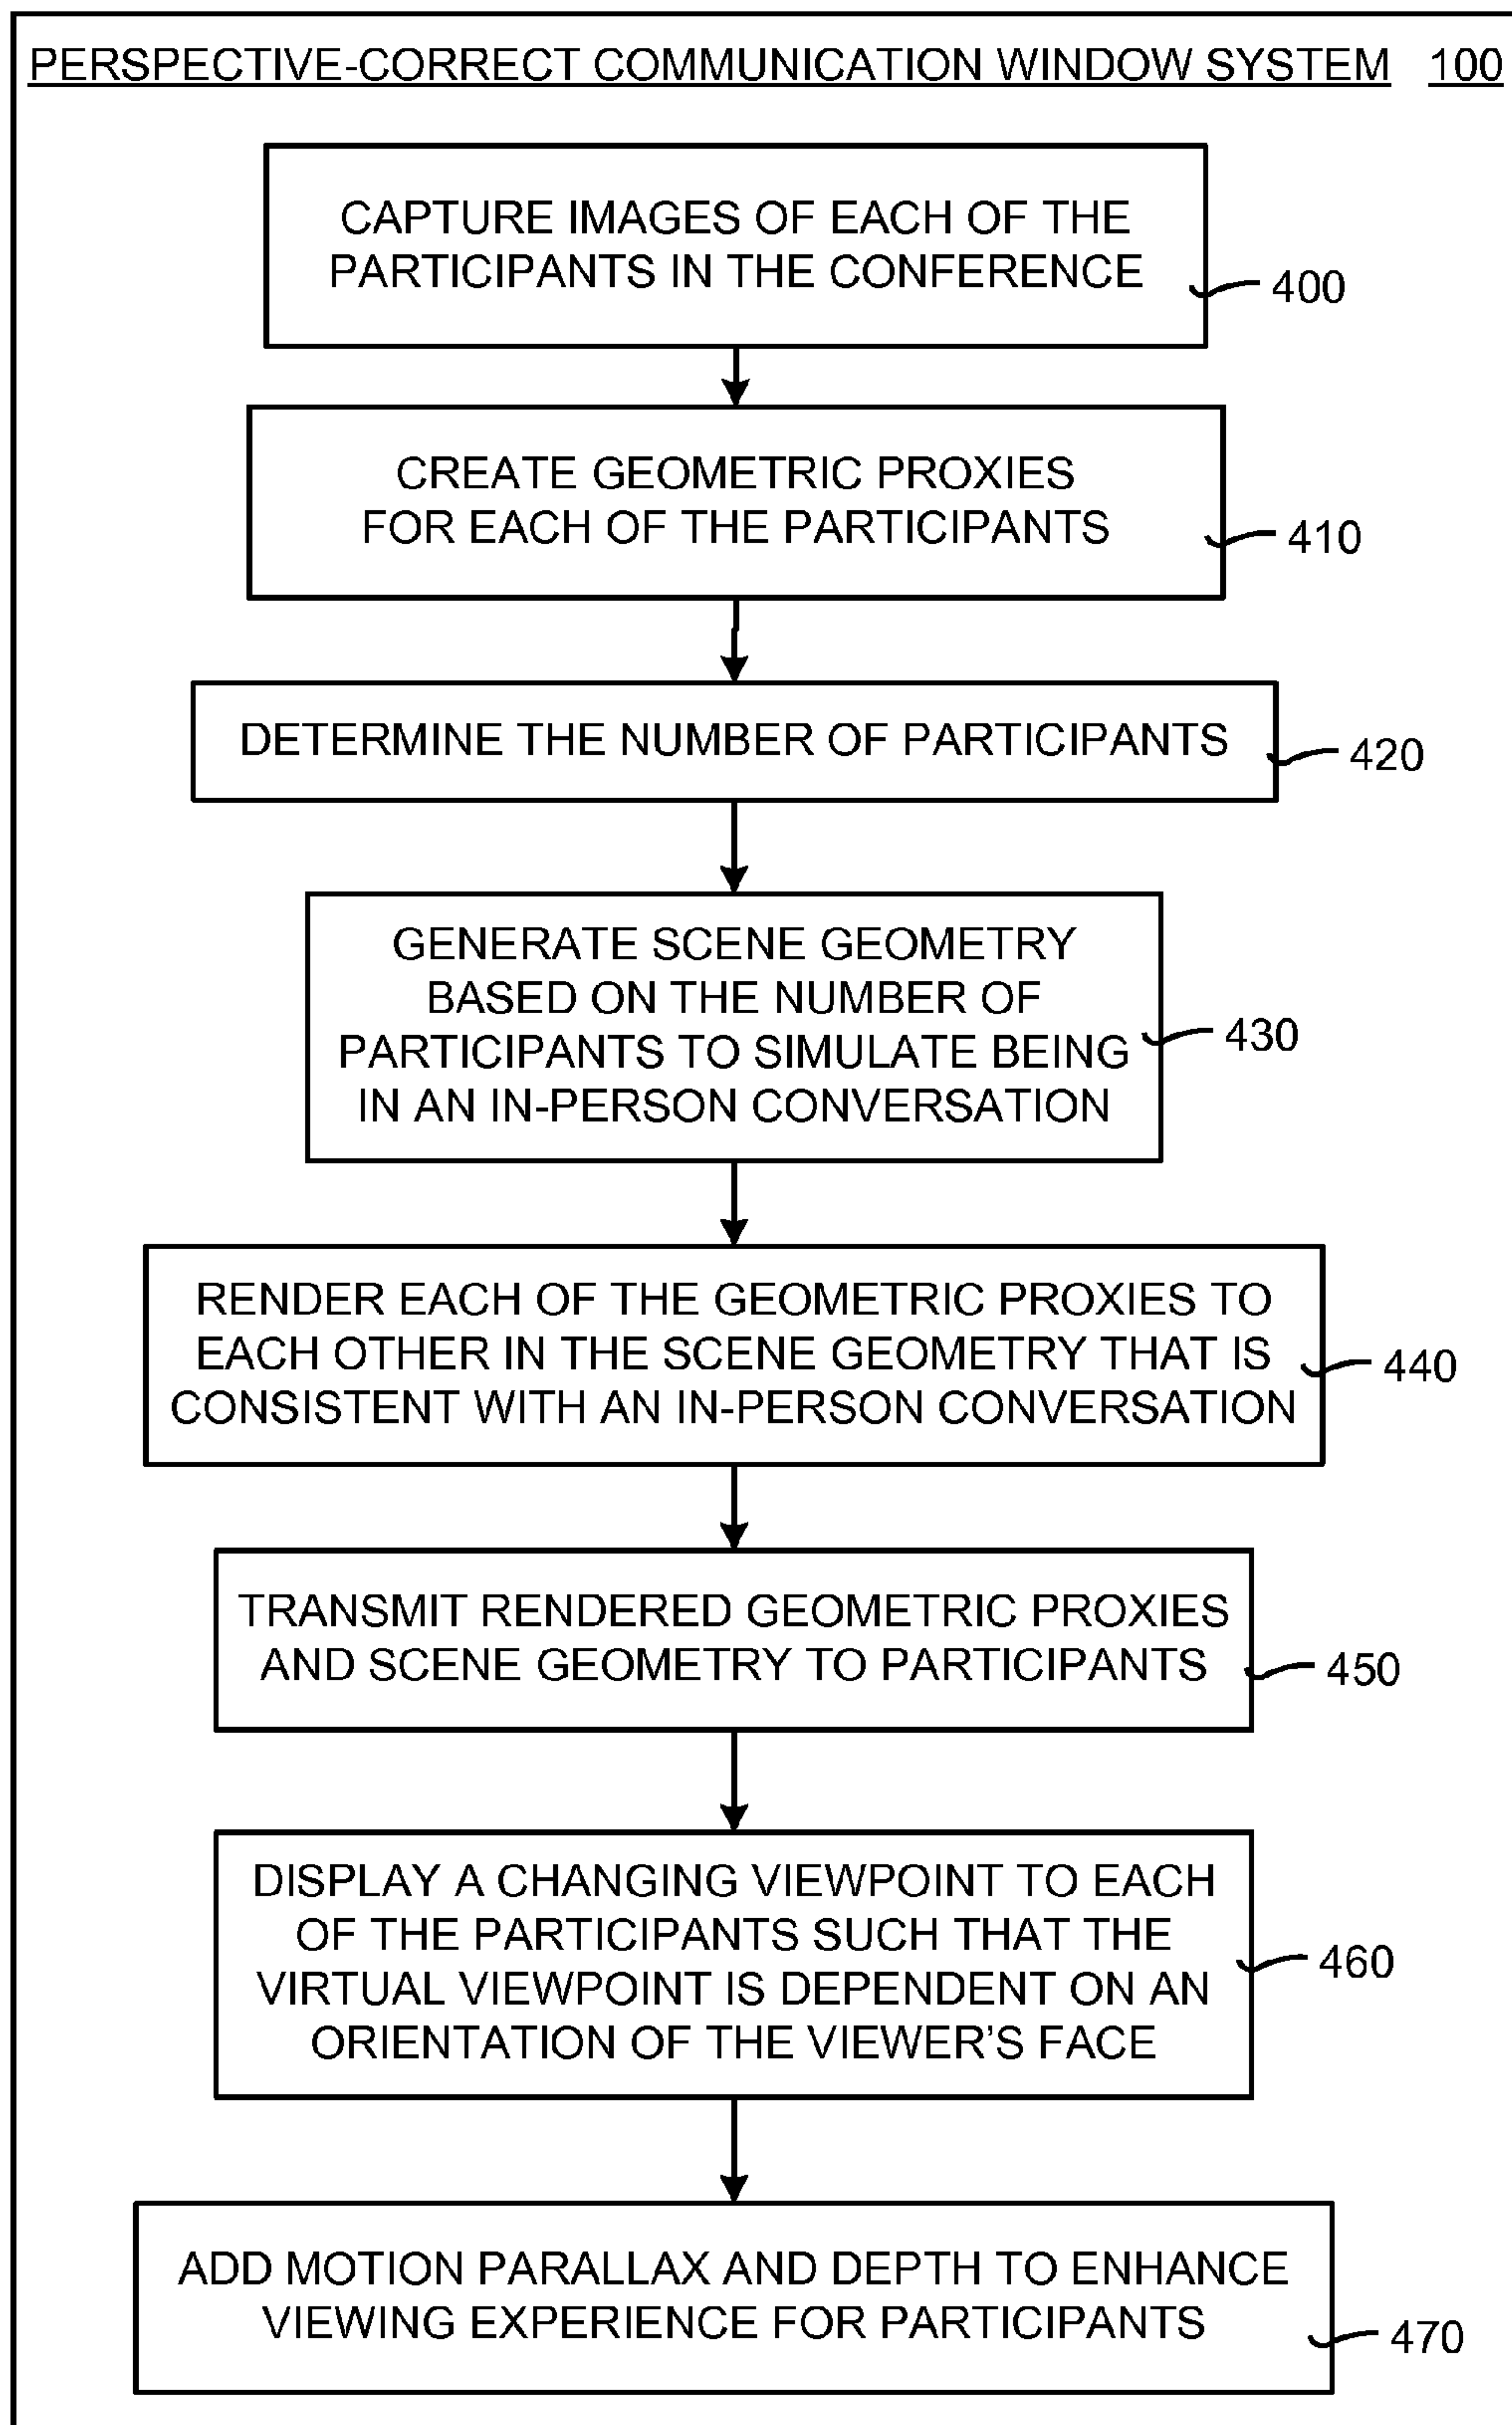 PERSPECTIVE-CORRECT COMMUNICATION WINDOW SYSTEM 100
CAPTURE IMAGES OF EACH OF THE
PARTICIPANTS IN THE CONFERENCE
400
CREATE GEOMETRIC PROXIES
FOR EACH OF THE PARTICIPANTS
410
DETERMINE THE NUMBER OF PARTICIPANTS
420
GENERATE SCENE GEOMETRY
BASED ON THE NUMBER OF
PARTICIPANTS TO SIMULATE BEING
IN AN IN-PERSON CONVERSATION
430
RENDER EACH OF THE GEOMETRIC PROXIES TO
EACH OTHER IN THE SCENE GEOMETRY THAT IS
CONSISTENT WITH AN IN-PERSON CONVERSATION
440
TRANSMIT RENDERED GEOMETRIC PROXIES
AND SCENE GEOMETRY TO PARTICIPANTS
450
DISPLAY A CHANGING VIEWPOINT TO EACH
OF THE PARTICIPANTS SUCH THAT THE
VIRTUAL VIEWPOINT IS DEPENDENT ON AN
ORIENTATION OF THE VIEWER'S FACE
460
ADD MOTION PARALLAX AND DEPTH TO ENHANCE
VIEWING EXPERIENCE FOR PARTICIPANTS
470